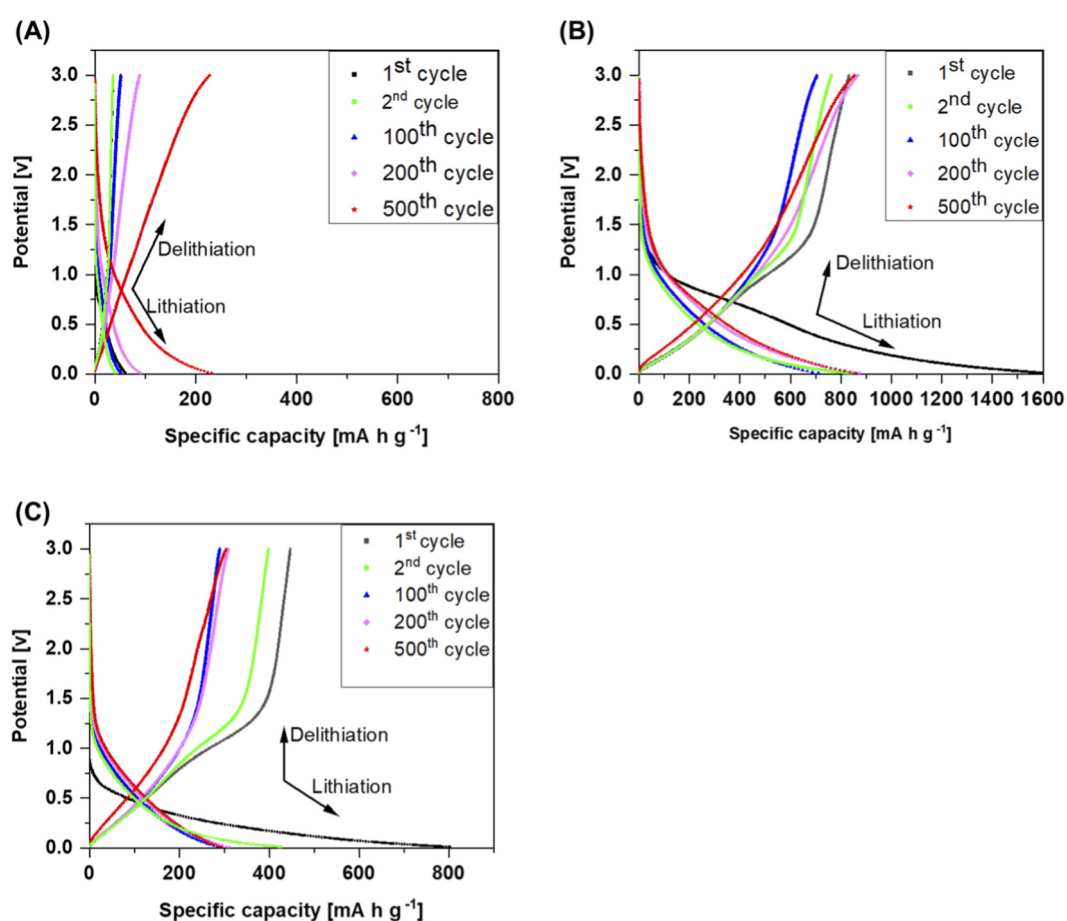 (A)
1st cycle
2nd cycle
100th cycle
200th cycle
500th cycle
3.0
2.5
2.0
1.5
1.0
0.5
0.0
Potential [v]
Delithiation
Lithiation
0 200 400 600 800
Specific capacity [mA h g -1]
(B)
1st cycle
2nd cycle
100th cycle
200th cycle
500th cycle
3.0
2.5
2.0
1.5
1.0
0.5
0.0
Potential [v]
Delithiation
Lithiation
0 200 400 600 800 1000 1200 1400 1600
Specific capacity [mA h g -1]
(C)
1st cycle
2nd cycle
100th cycle
200th cycle
500th cycle
3.0
2.5
2.0
1.5
1.0
0.5
0.0
Potential [v]
Delithiation
Lithiation
0 200 400 600 800
Specific capacity [mA h g -1]